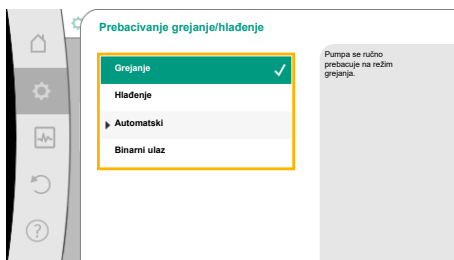 Prebacivanje grejanje/hlađenje
Grejanje
Hlađenje
Automatski
Binarni ulaz
Pumpa se ručno
prebacuje na režim
grejanja.
?